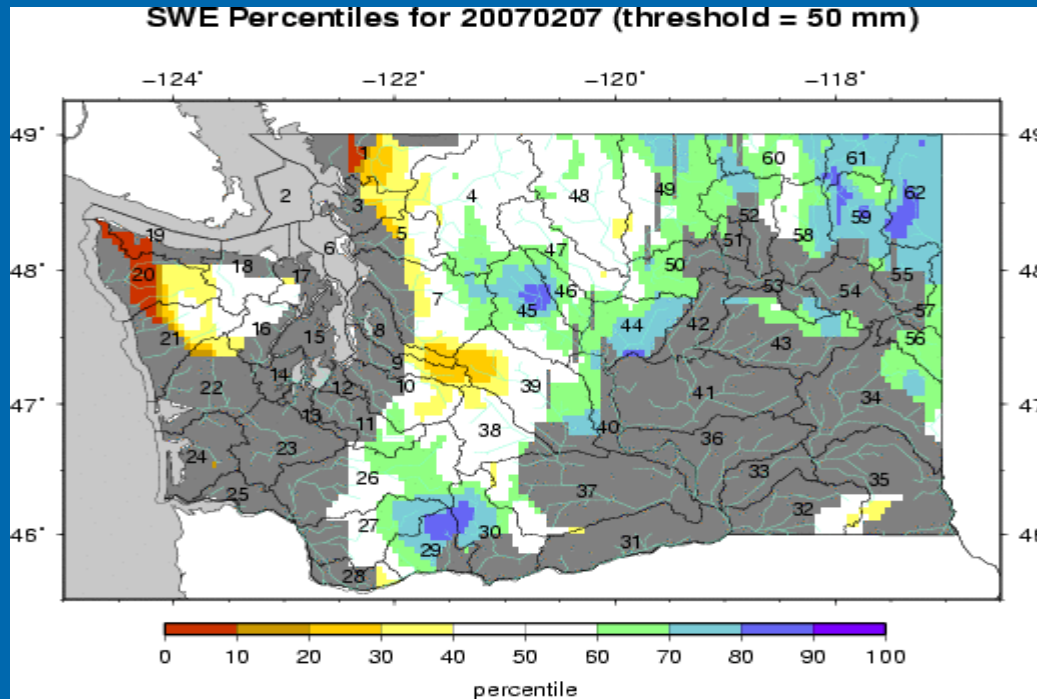 SWE Percentiles for 20070207 (threshold = 50 mm)
−124° −122° −120° −118°
49° 49
1 60 61
2 4 48 49 62
3 52 59
19 6 5 51 58
20 18 17 7 47 50 48° 48
46 45 53 54 55
21 16 15 8 44 42 43 57
56
22 14 12 9 10 39 41 34 47° 47
13 11 38 40 36
24 23 26 37 33 35
25 27 30 32
29 31 46° 46
28
0 10 20 30 40 50 60 70 80 90 100
percentile